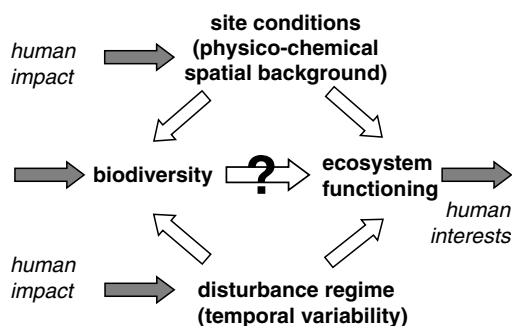 site conditions
(physico-chemical
spatial background)
human
impact
biodiversity
?
ecosystem
functioning
human
interests
human
impact
disturbance regime
(temporal variability)